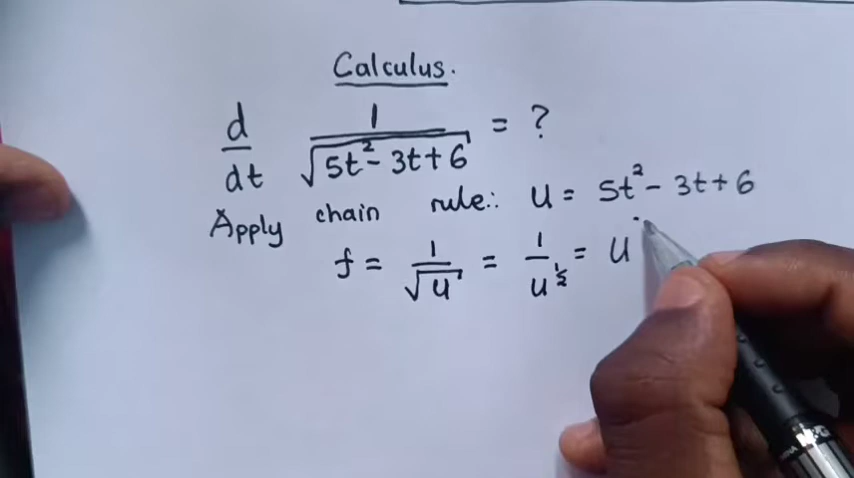 Calculus.
d/dt 1/√(5t² - 3t + 6) = ?
Apply chain rule: u = 5t² - 3t + 6
f = 1/√u = 1/u^½ = u